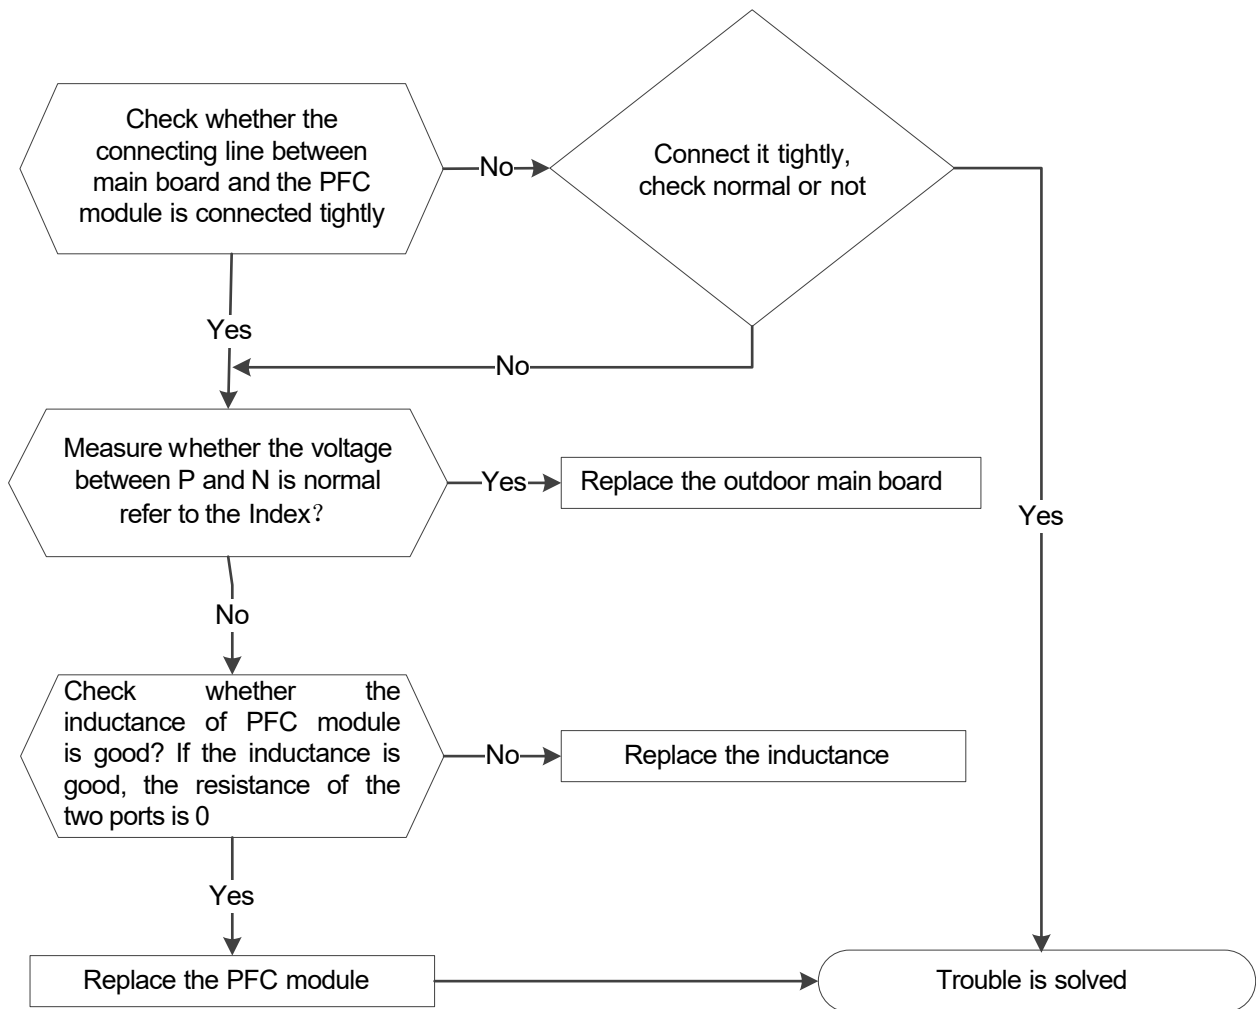 Check whether the
connecting line between
main board and the PFC
module is connected tightly
No
Connect it tightly,
check normal or not
Yes
No
Measure whether the voltage
between P and N is normal
refer to the Index?
Yes
Replace the outdoor main board
Yes
No
Check whether the
inductance of PFC module
is good? If the inductance is
good, the resistance of the
two ports is 0
No
Replace the inductance
Yes
Replace the PFC module
Trouble is solved